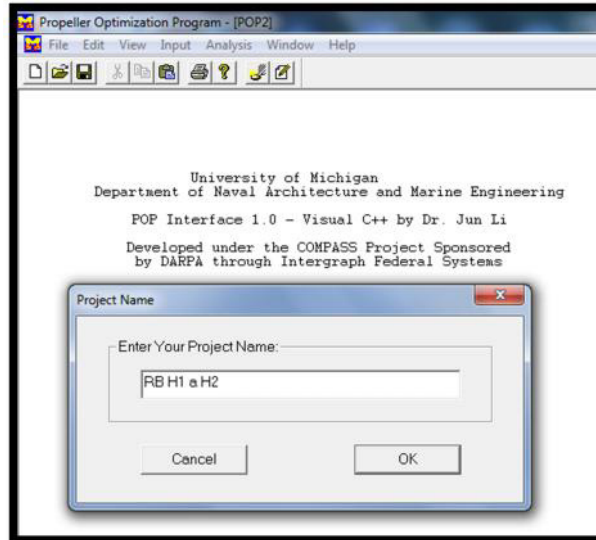 Propeller Optimization Program - [POP2]
File Edit View Input Analysis Window Help
University of Michigan
Department of Naval Architecture and Marine Engineering
POP Interface 1.0 - Visual C++ by Dr. Jun Li
Developed under the COMPASS Project Sponsored
by DARPA through Intergraph Federal Systems
Project Name
Enter Your Project Name:
RB H1 a H2
Cancel OK